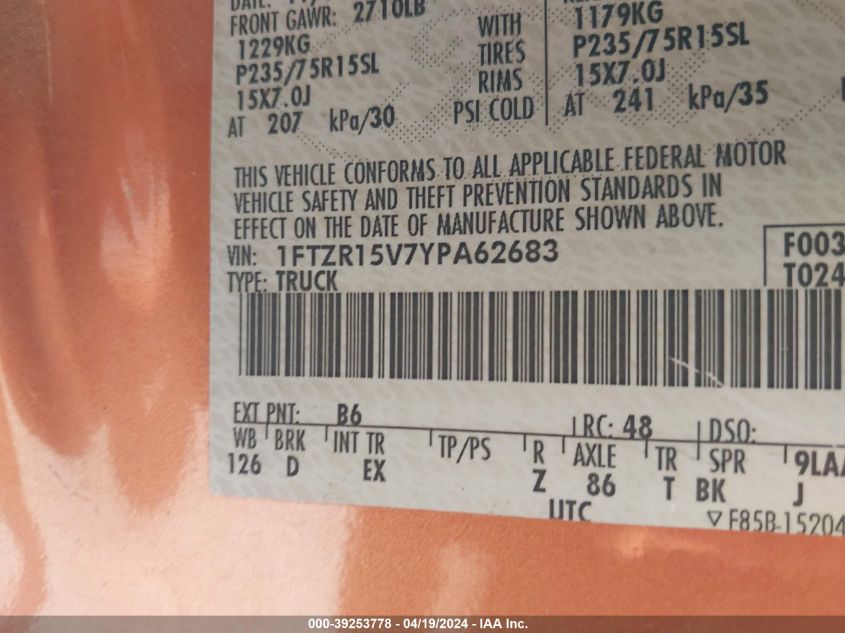 FRONT GAWR: 2710LB
1229KG
P235/75R15SL
15X7.0J
AT 207 kPa/30
WITH
TIRES
RIMS
PSI COLD
1179KG
P235/75R15SL
15X7.0J
AT 241 kPa/35
THIS VEHICLE CONFORMS TO ALL APPLICABLE FEDERAL MOTOR
VEHICLE SAFETY AND THEFT PREVENTION STANDARDS IN
EFFECT ON THE DATE OF MANUFACTURE SHOWN ABOVE.
VIN: 1FTZR15V7YPA62683
F003
TYPE: TRUCK
T024
EXT PNT: B6
RC: 48
DSO:
WB BRK INT TR TP/PS R AXLE TR SPR 9LAA
126 D EX Z 86 T BK J
UTC
▽ F85B-15204
000-39253778 - 04/19/2024 - IAA Inc.